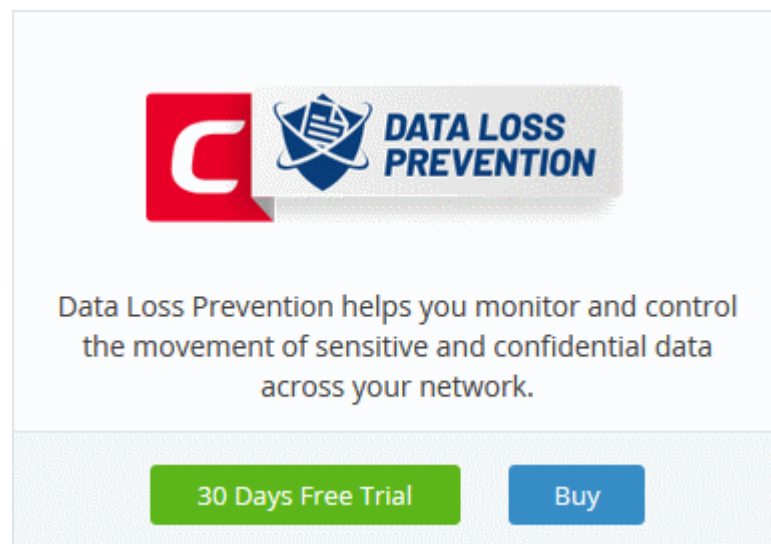 C
DATA LOSS
PREVENTION
Data Loss Prevention helps you monitor and control
the movement of sensitive and confidential data
across your network.
30 Days Free Trial
Buy